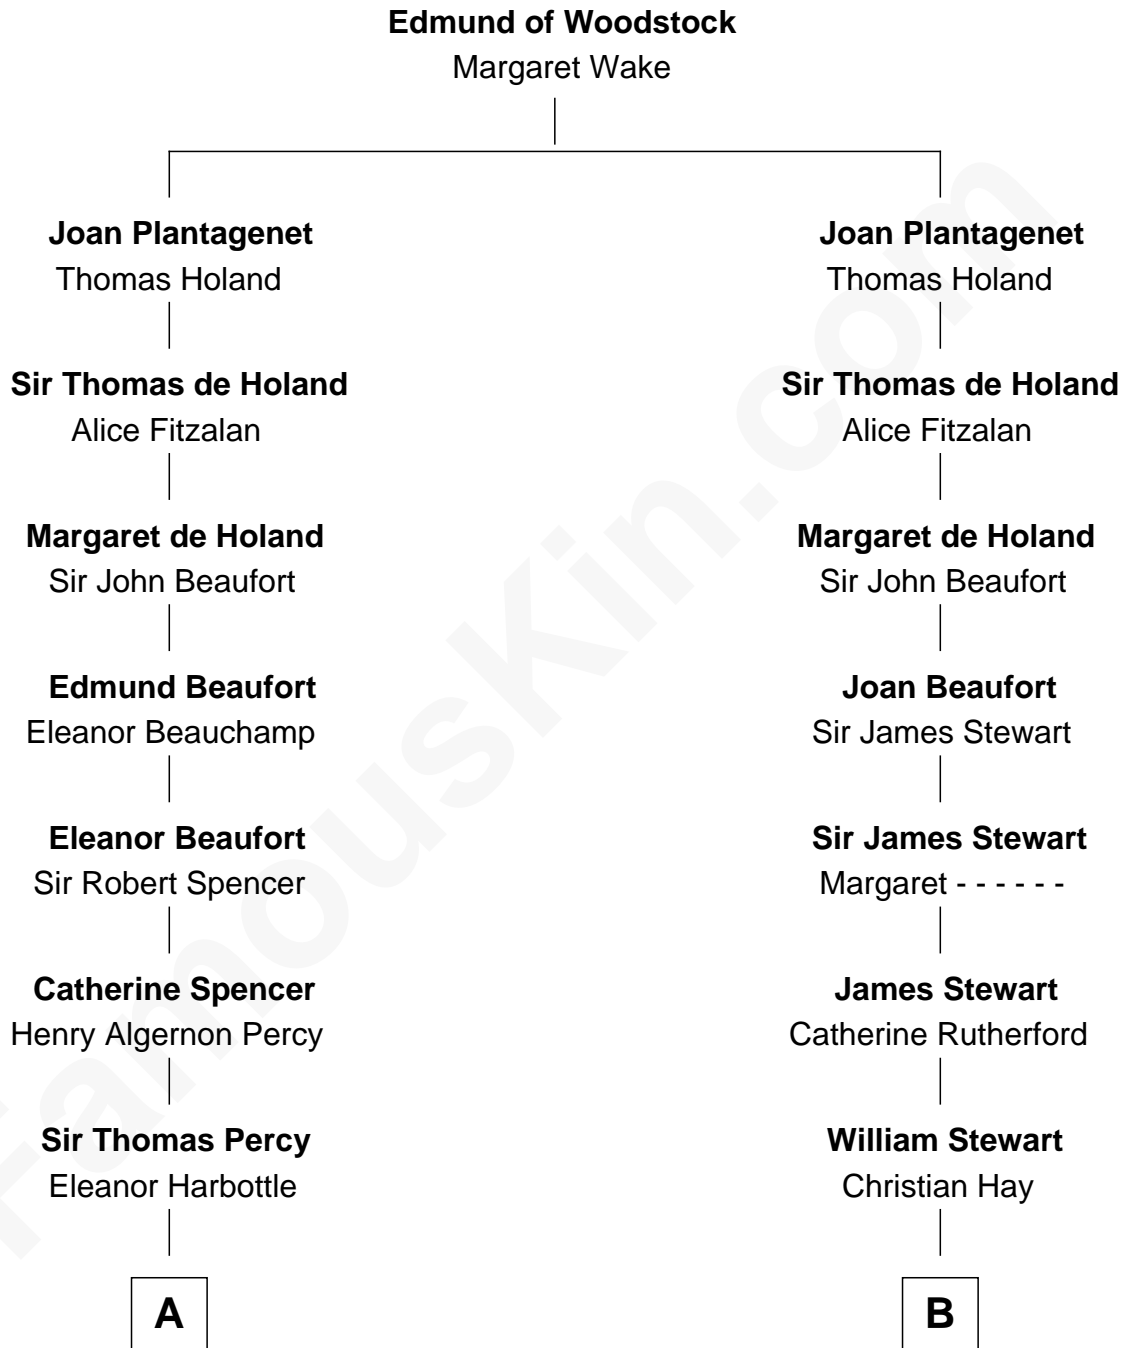 Edmund of Woodstock
Margaret Wake
Joan Plantagenet
Thomas Holand
Sir Thomas de Holand
Alice Fitzalan
Margaret de Holand
Sir John Beaufort
Edmund Beaufort
Eleanor Beauchamp
Eleanor Beaufort
Sir Robert Spencer
Catherine Spencer
Henry Algernon Percy
Sir Thomas Percy
Eleanor Harbottle
A
Joan Plantagenet
Thomas Holand
Sir Thomas de Holand
Alice Fitzalan
Margaret de Holand
Sir John Beaufort
Joan Beaufort
Sir James Stewart
Sir James Stewart
Margaret - - - - - -
James Stewart
Catherine Rutherford
William Stewart
Christian Hay
B
FamousKin.com